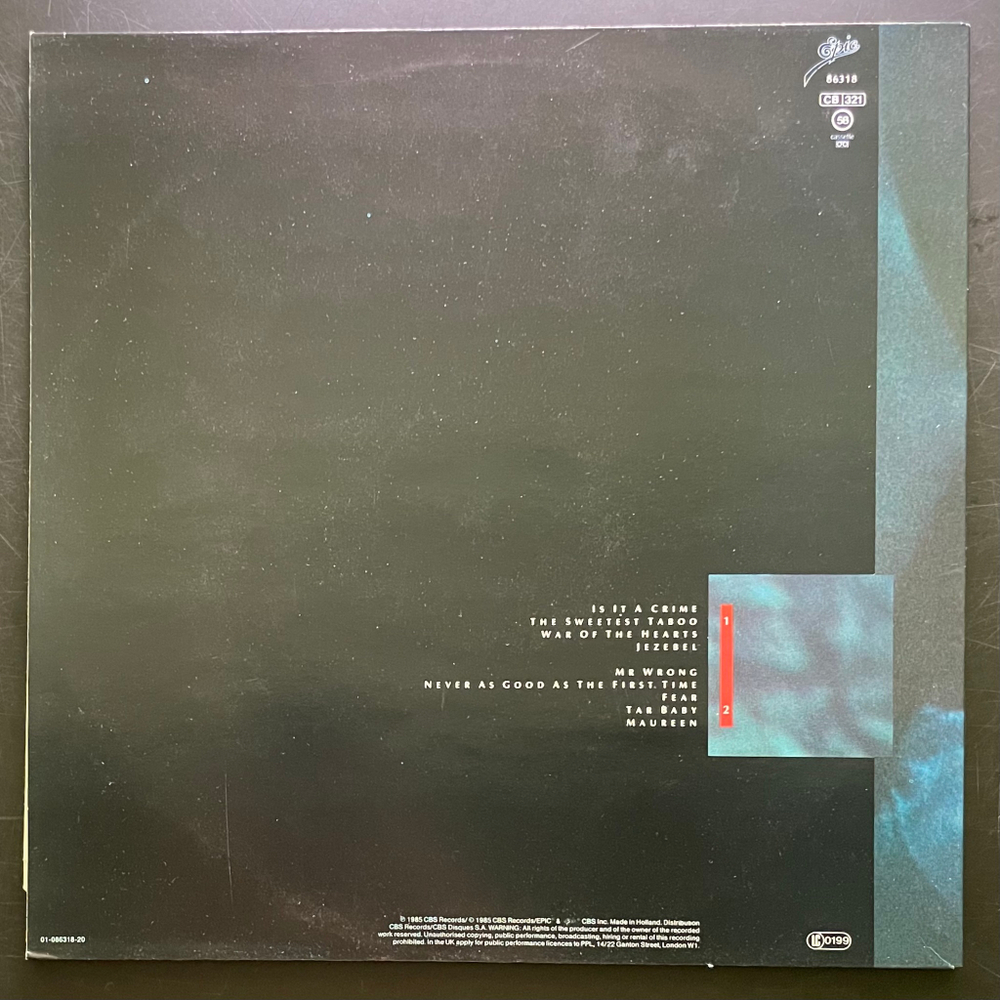 Epic
86318
CB 321
cassette
IS IT A CRIME
THE SWEETEST TABOO
WAR OF THE HEARTS
JEZEBEL
1
MR WRONG
NEVER AS GOOD AS THE FIRST TIME
FEAR
TAR BABY
MAUREEN
2
℗ 1985 CBS Records/ © 1985 CBS Records/EPIC & CBS Inc. Made in Holland. Distribution
CBS Records/CBS Disques S.A. WARNING: All rights of the producer and of the owner of the recorded
work reserved. Unauthorised copying, public performance, broadcasting, hiring or rental of this recording
prohibited. In the UK apply for public performance licences to PPL, 14/22 Ganton Street, London W1.
01-086318-20
LC 0199